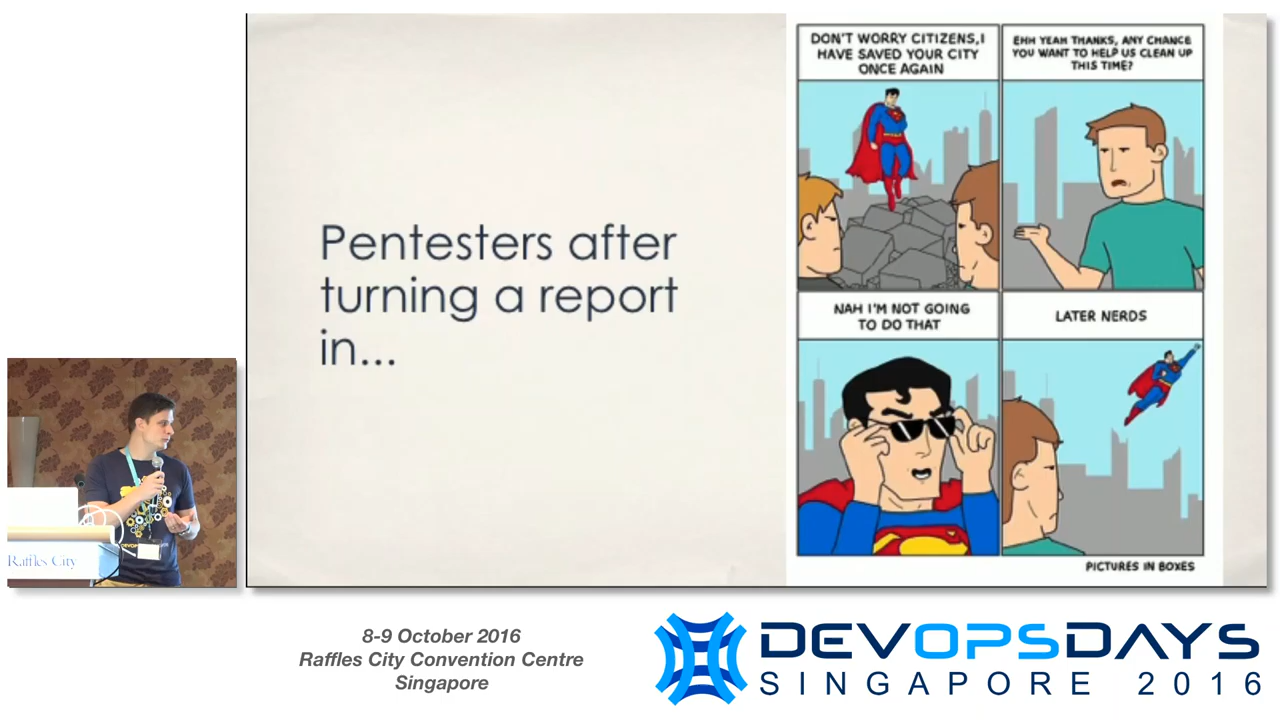 Pentesters after
turning a report
in...
DON'T WORRY CITIZENS, I
HAVE SAVED YOUR CITY
ONCE AGAIN
EHH YEAH THANKS, ANY CHANCE
YOU WANT TO HELP US CLEAN UP
THIS TIME?
NAH I'M NOT GOING
TO DO THAT
LATER NERDS
PICTURES IN BOXES
Raffles City
8-9 October 2016
Raffles City Convention Centre
Singapore
DEVOPSDAYS
SINGAPORE 2016